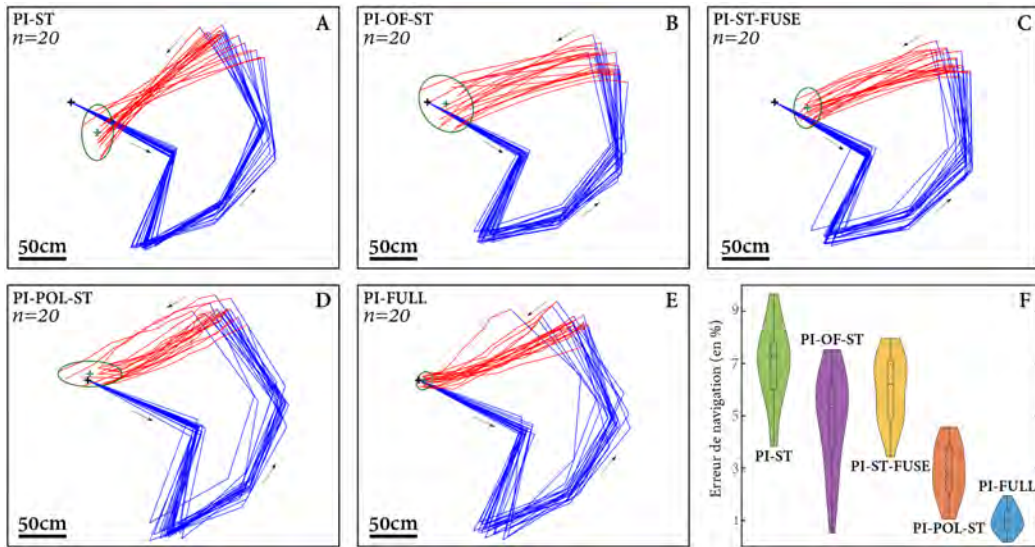 PI-ST
n=20
A
50cm
PI-OF-ST
n=20
B
50cm
PI-ST-FUSE
n=20
C
50cm
PI-POL-ST
n=20
D
50cm
PI-FULL
n=20
E
50cm
F
Erreur de navigation (en %)
9
7
5
3
1
PI-ST
PI-OF-ST
PI-ST-FUSE
PI-POL-ST
PI-FULL